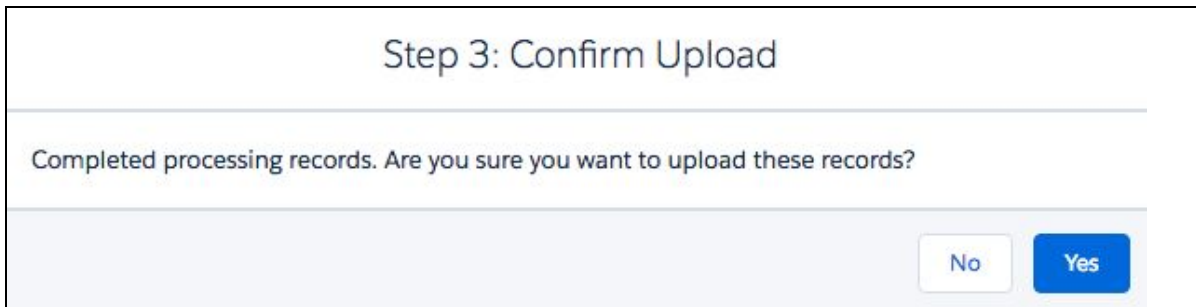 Step 3: Confirm Upload
Completed processing records. Are you sure you want to upload these records?
No
Yes